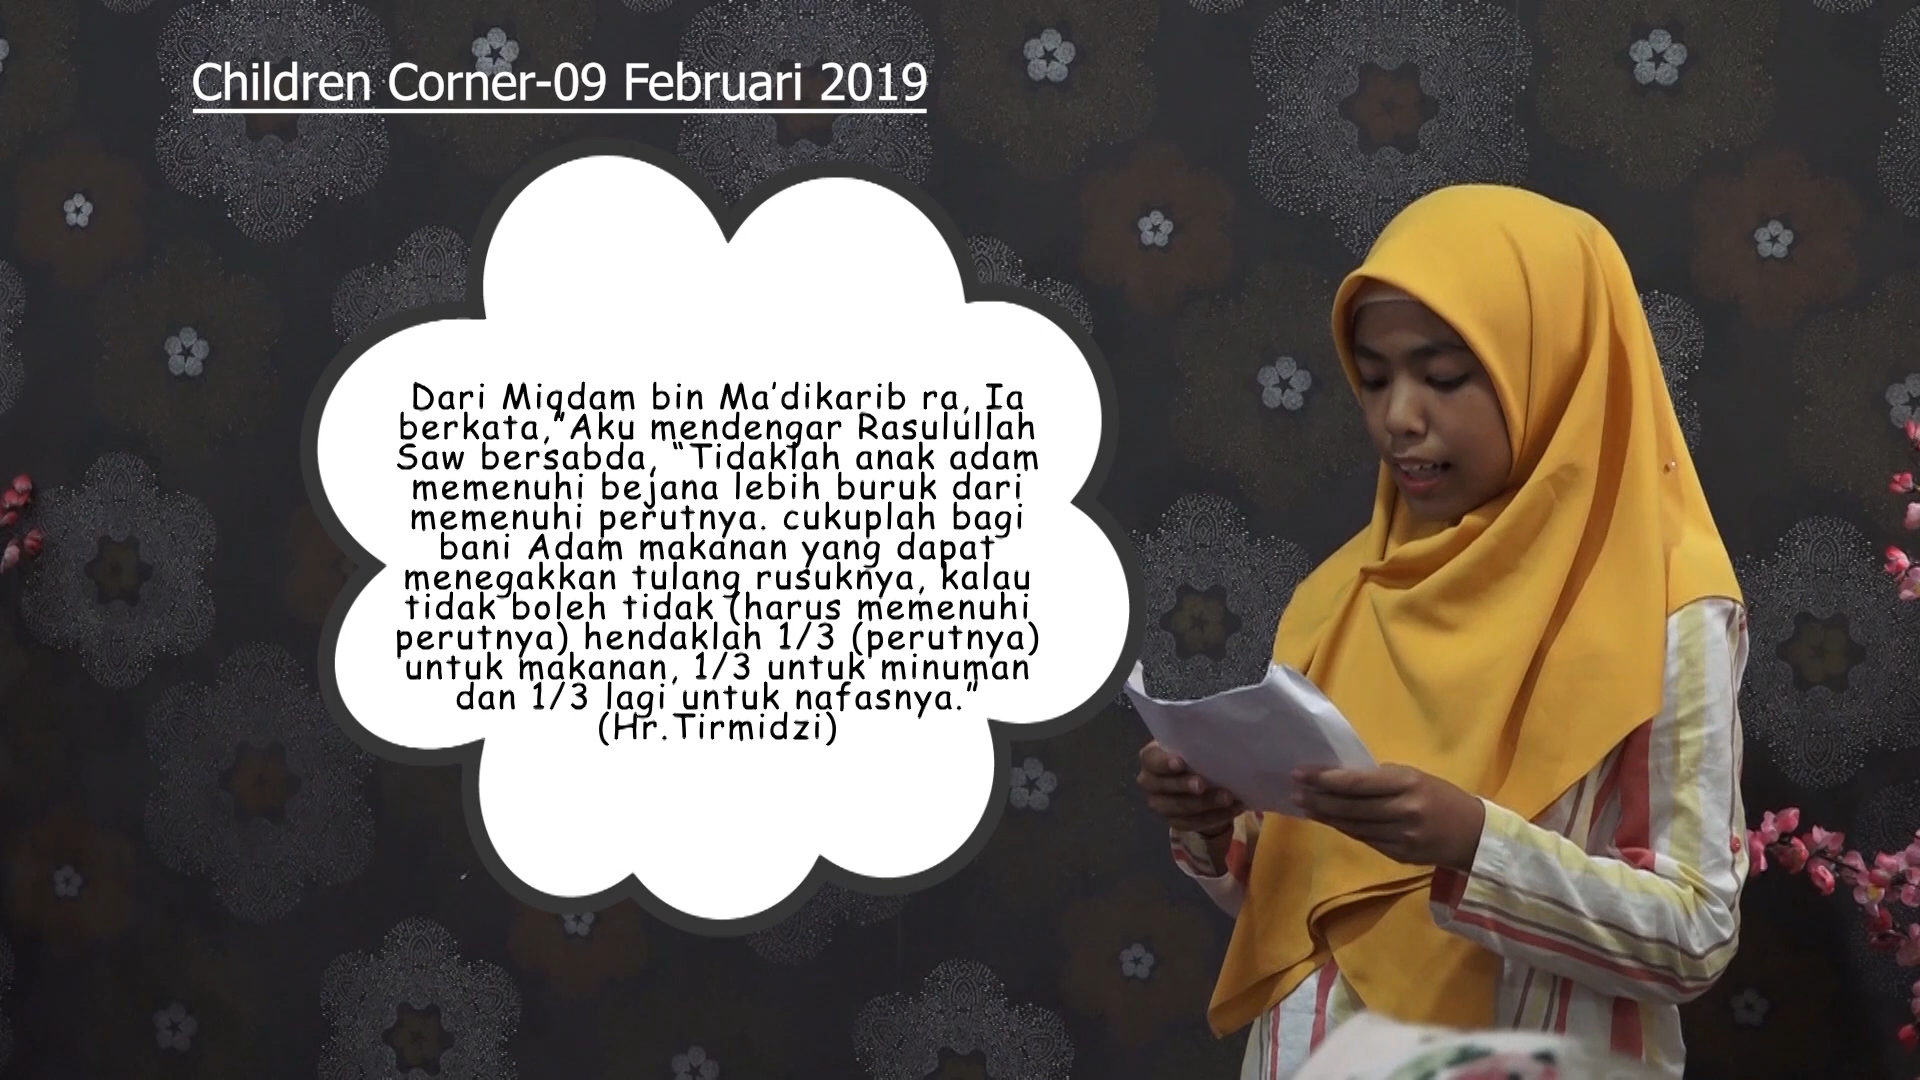 Children Corner-09 Februari 2019
Dari Miqdam bin Ma'dikarib ra, Ia
berkata,"Aku mendengar Rasulullah
Saw bersabda, "Tidaklah anak adam
memenuhi bejana lebih buruk dari
memenuhi perutnya. cukuplah bagi
bani Adam makanan yang dapat
menegakkan tulang rusuknya, kalau
tidak boleh tidak (harus memenuhi
perutnya) hendaklah 1/3 (perutnya)
untuk makanan, 1/3 untuk minuman
dan 1/3 lagi untuk nafasnya."
(Hr.Tirmidzi)